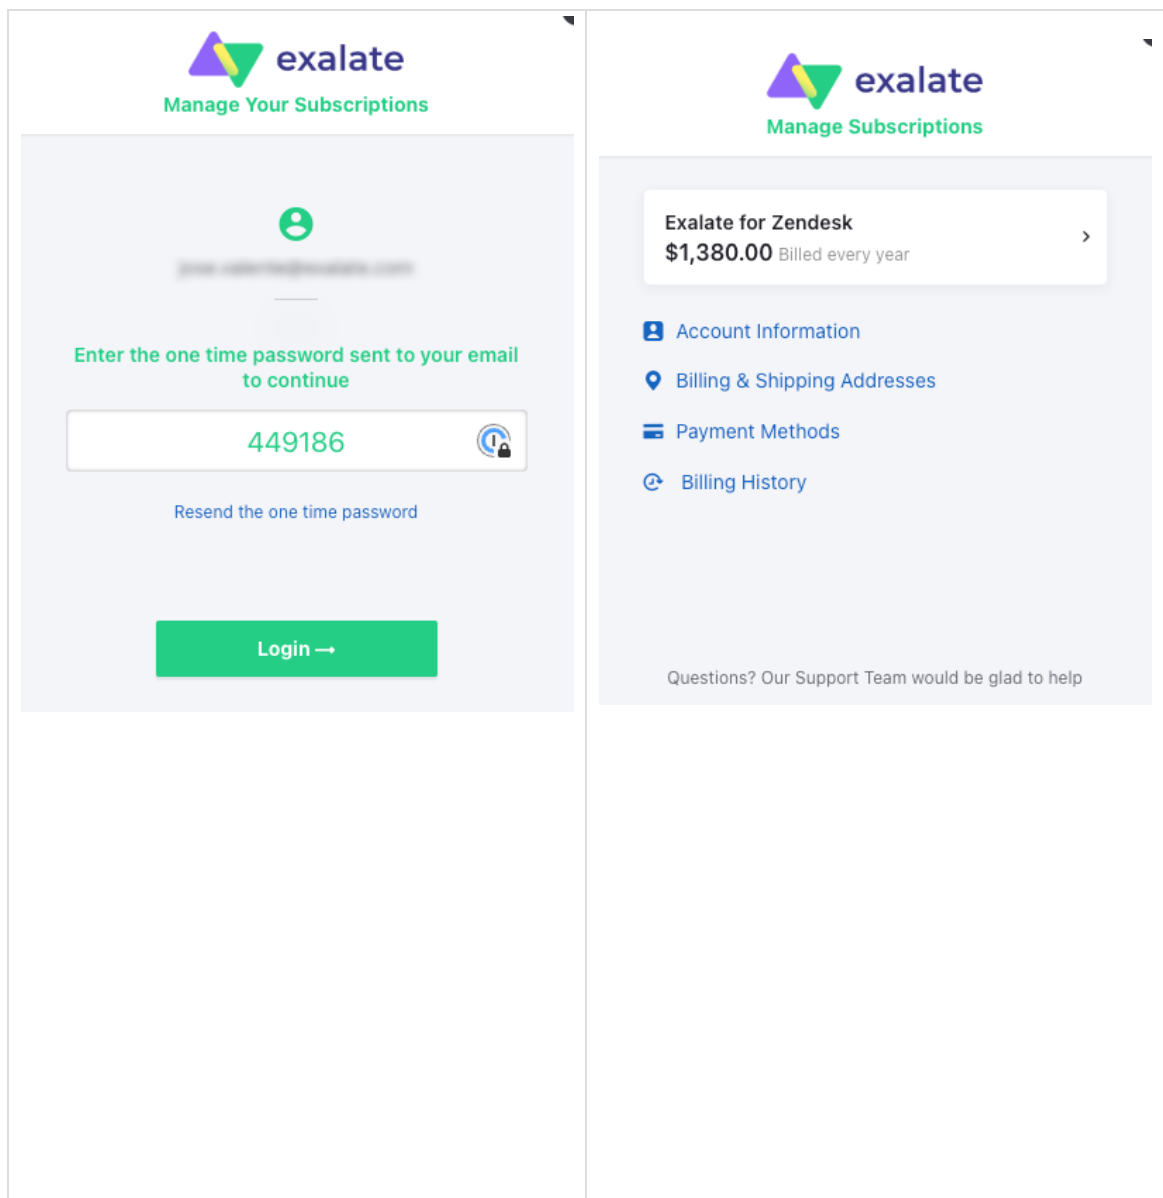 exalate
Manage Your Subscriptions
Enter the one time password sent to your email
to continue
449186
Resend the one time password
Login →
exalate
Manage Subscriptions
Exalate for Zendesk
$1,380.00 Billed every year
Account Information
Billing & Shipping Addresses
Payment Methods
Billing History
Questions? Our Support Team would be glad to help